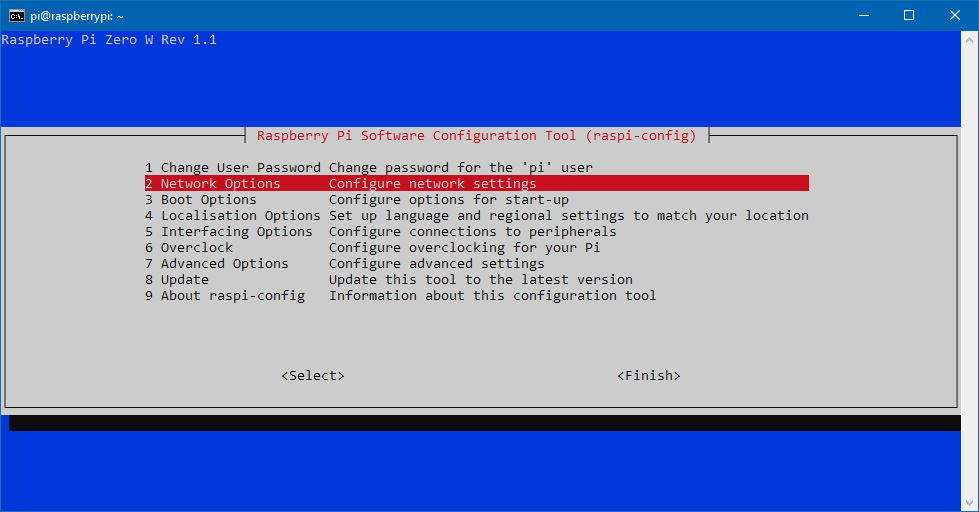 pi@raspberrypi: ~
Raspberry Pi Zero W Rev 1.1
Raspberry Pi Software Configuration Tool (raspi-config)
1 Change User Password Change password for the 'pi' user
2 Network Options Configure network settings
3 Boot Options Configure options for start-up
4 Localisation Options Set up language and regional settings to match your location
5 Interfacing Options Configure connections to peripherals
6 Overclock Configure overclocking for your Pi
7 Advanced Options Configure advanced settings
8 Update Update this tool to the latest version
9 About raspi-config Information about this configuration tool
<Select> <Finish>